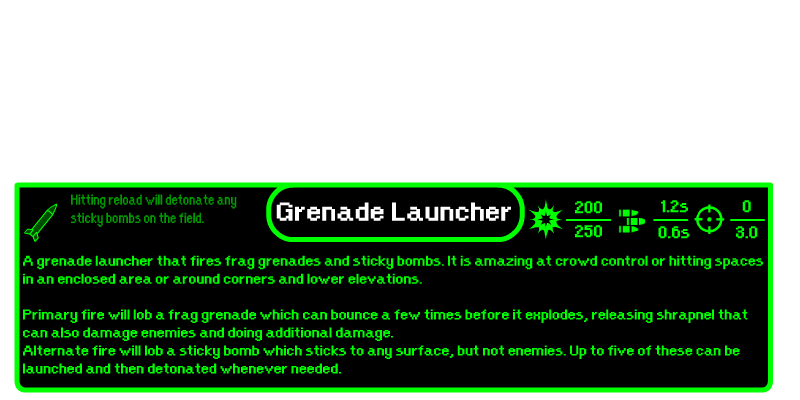 Hitting reload will detonate any
sticky bombs on the field.
Grenade Launcher
200
250
1.2s
0.6s
0
3.0
A grenade launcher that fires frag grenades and sticky bombs. It is amazing at crowd control or hitting spaces
in an enclosed area or around corners and lower elevations.
Primary fire will lob a frag grenade which can bounce a few times before it explodes, releasing shrapnel that
can also damage enemies and doing additional damage.
Alternate fire will lob a sticky bomb which sticks to any surface, but not enemies. Up to five of these can be
launched and then detonated whenever needed.